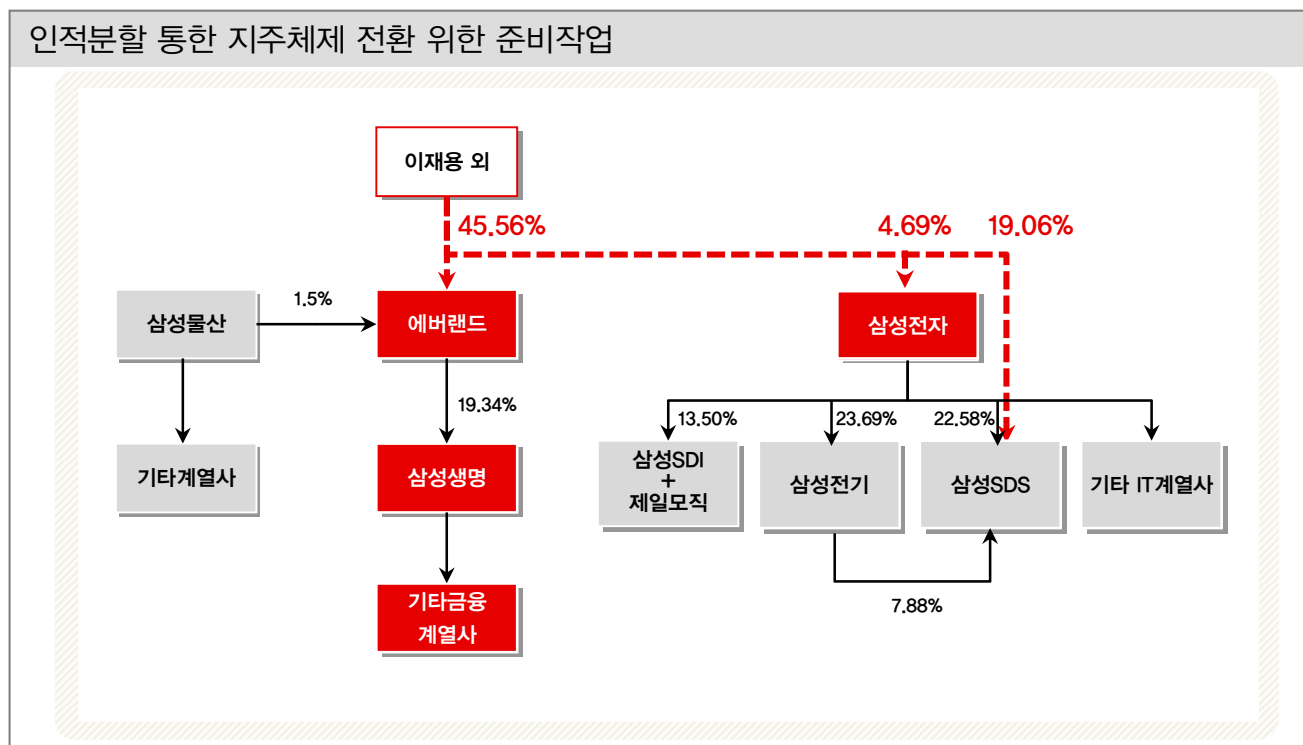 인적분할 통한 지주체제 전환 위한 준비작업
이재용 외
45.56%
4.69%
19.06%
삼성물산
1.5%
에버랜드
삼성전자
19.34%
13.50%
23.69%
22.58%
기타계열사
삼성생명
삼성SDI
+
제일모직
삼성전기
삼성SDS
기타 IT계열사
7.88%
기타금융
계열사